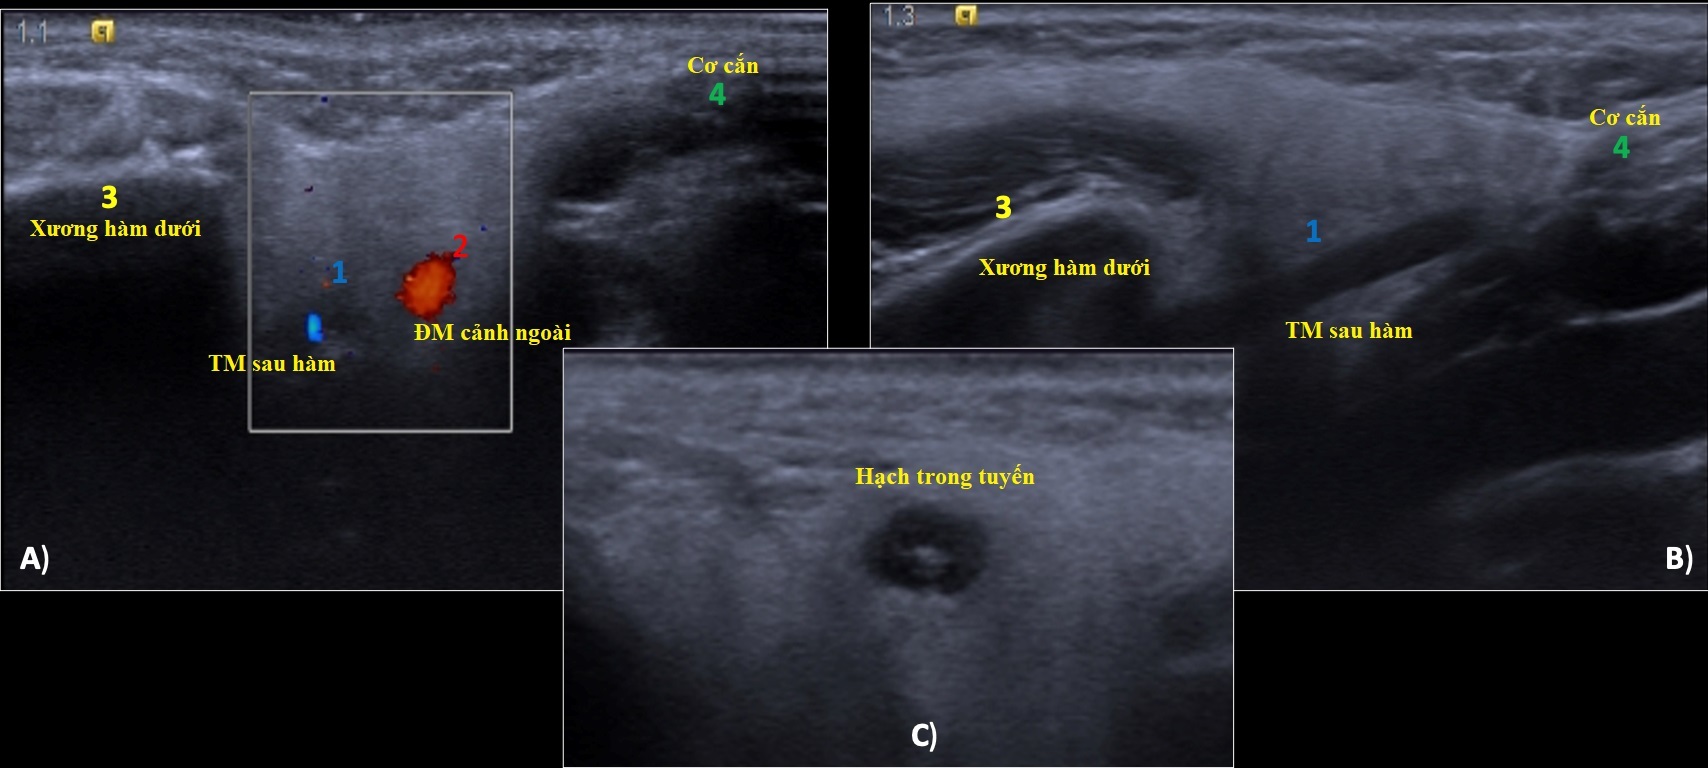 1.1
Cơ cắn
4
3
Xương hàm dưới
2
1
ĐM cảnh ngoài
TM sau hàm
A)
1.3
Cơ cắn
4
3
1
Xương hàm dưới
TM sau hàm
B)
Hạch trong tuyến
C)